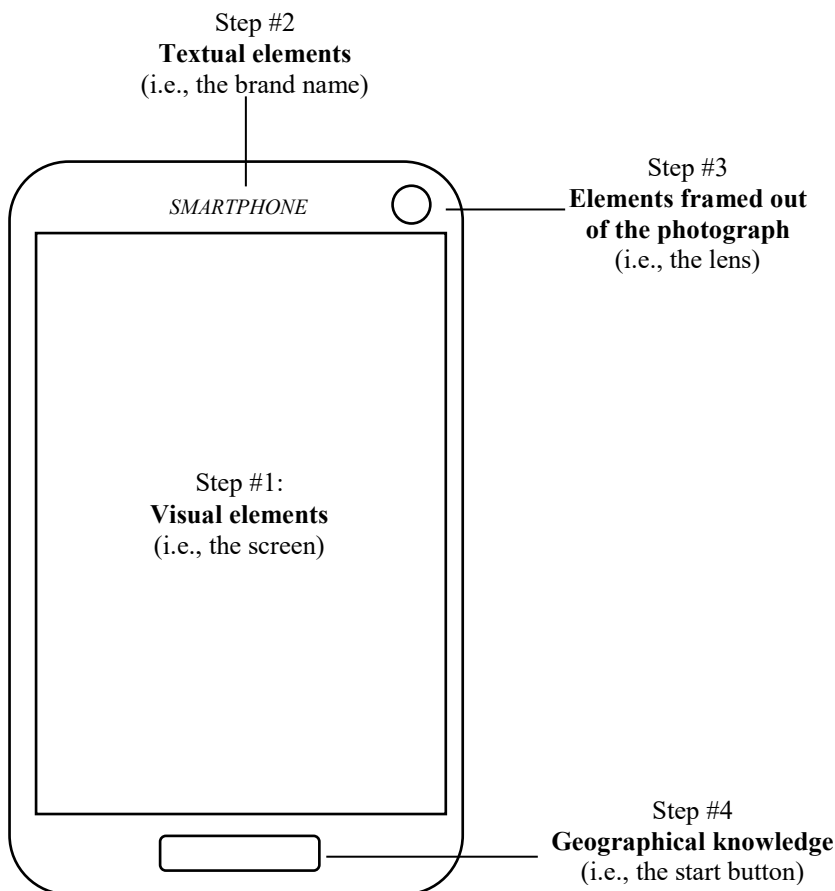 Step #2
Textual elements
(i.e., the brand name)
Step #3
Elements framed out
of the photograph
(i.e., the lens)
SMARTPHONE
Step #1:
Visual elements
(i.e., the screen)
Step #4
Geographical knowledge
(i.e., the start button)